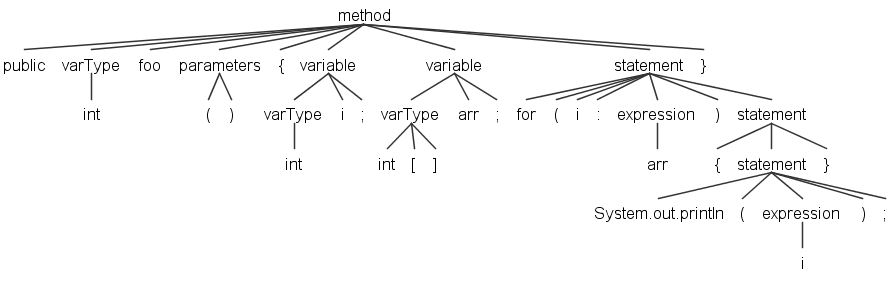 method
public varType foo parameters { variable variable statement }
int ( ) varType i ; varType arr ; for ( i : expression ) statement
int int [ ] arr { statement }
System.out.println ( expression ) ;
i